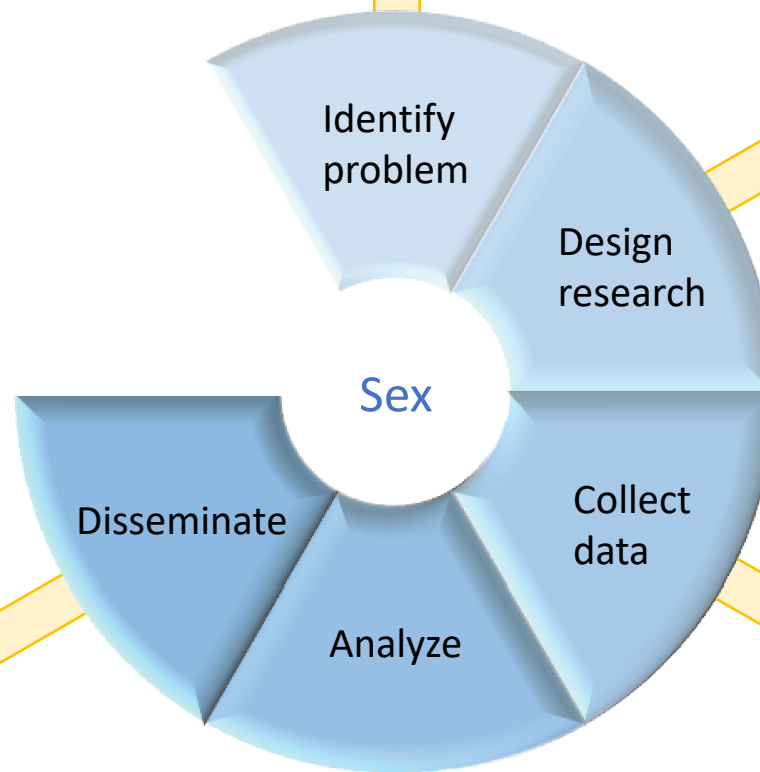 Identify
problem
Design
research
Sex
Collect
data
Disseminate
Analyze